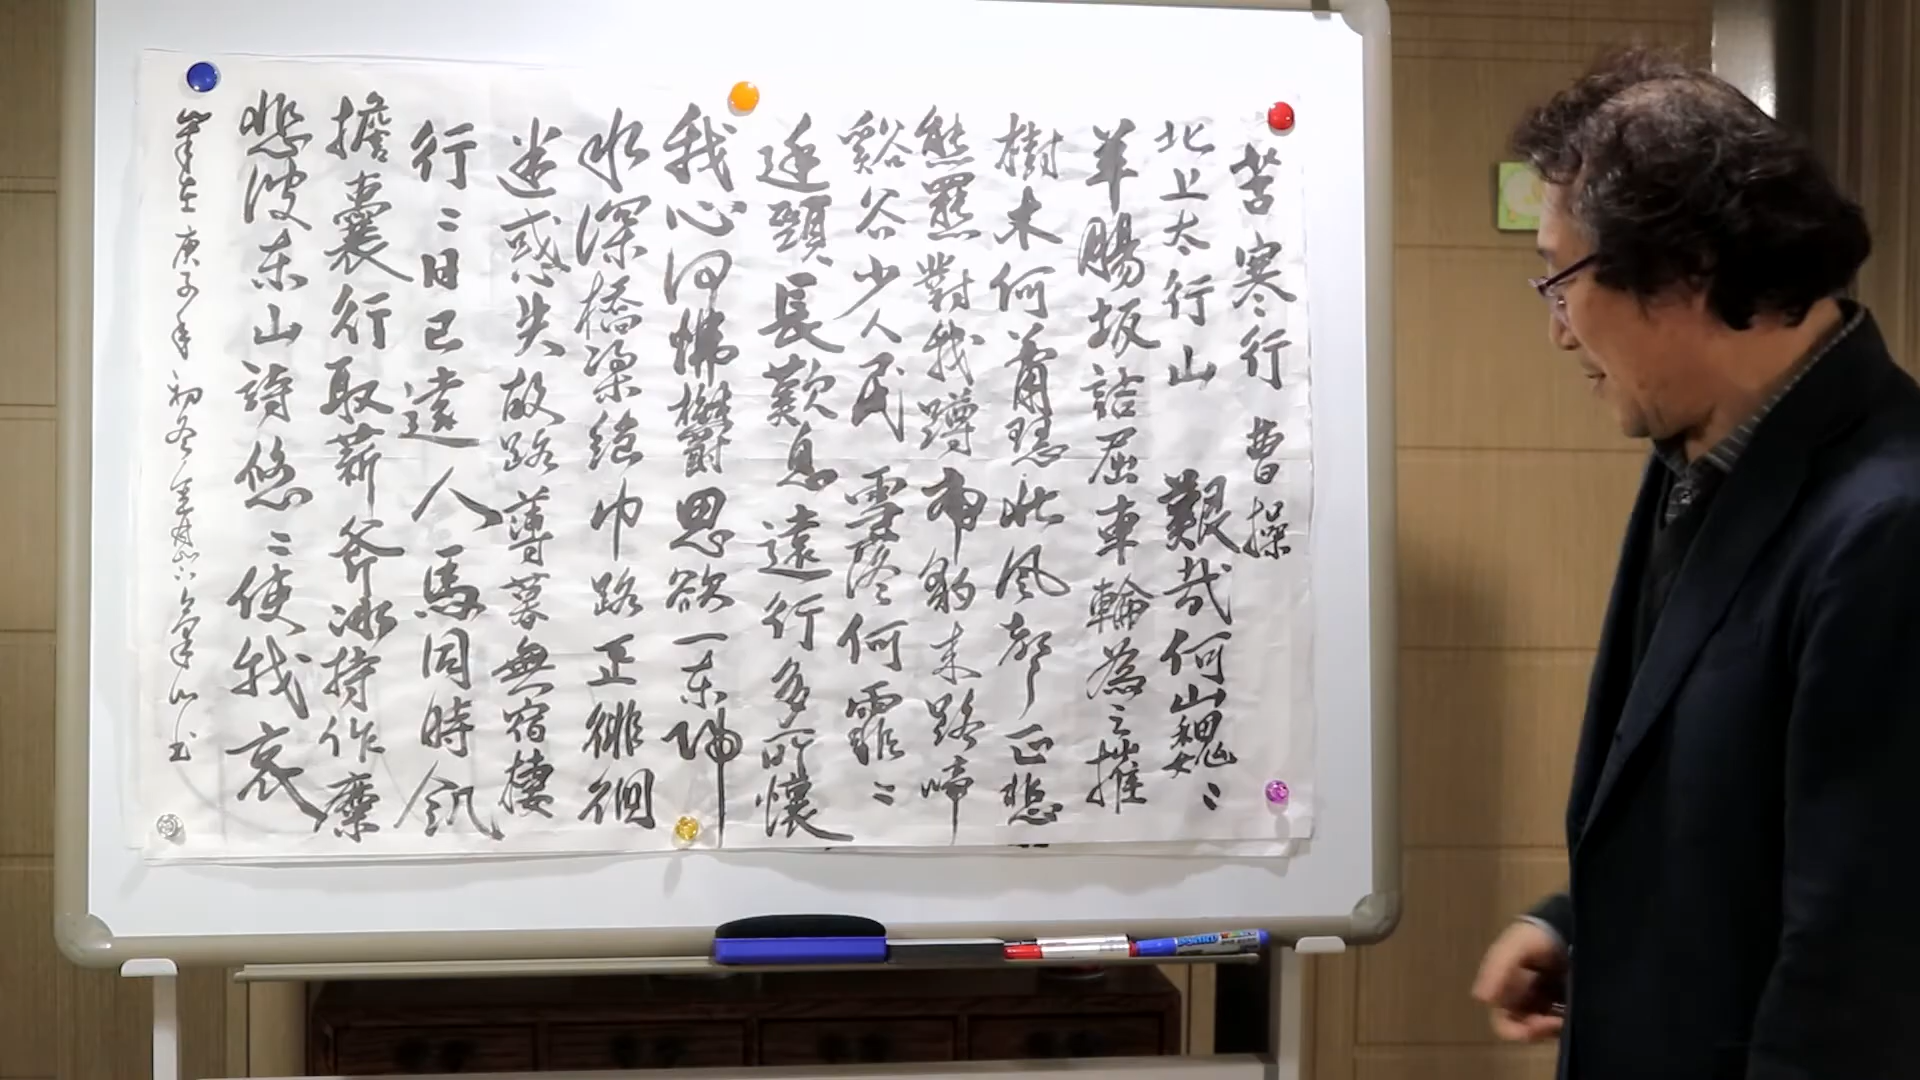 苦寒行 曹操
北上太行山 艱哉何巍〻
羊腸坂詰屈車輪為之摧
樹木何蕭瑟北風聲正悲
熊羆對我蹲虎豹夾路啼
谿谷少人民雪落何霏〻
延頸長歎息遠行多所懷
我心何怫鬱思欲一東歸
水深橋梁絕中路正徘徊
迷惑失故路薄暮無宿棲
行〻日已遠人馬同時飢
擔囊行取薪斧冰持作糜
悲彼東山詩悠〻使我哀
庚子年初冬